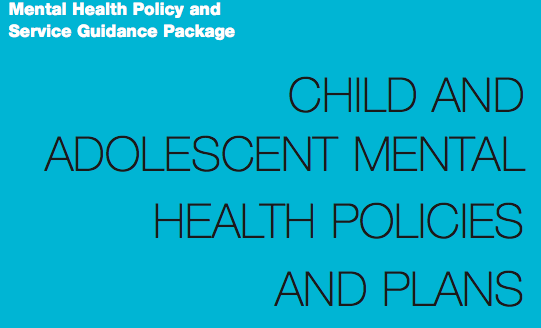 Mental Health Policy and
Service Guidance Package
CHILD AND
ADOLESCENT MENTAL
HEALTH POLICIES
AND PLANS